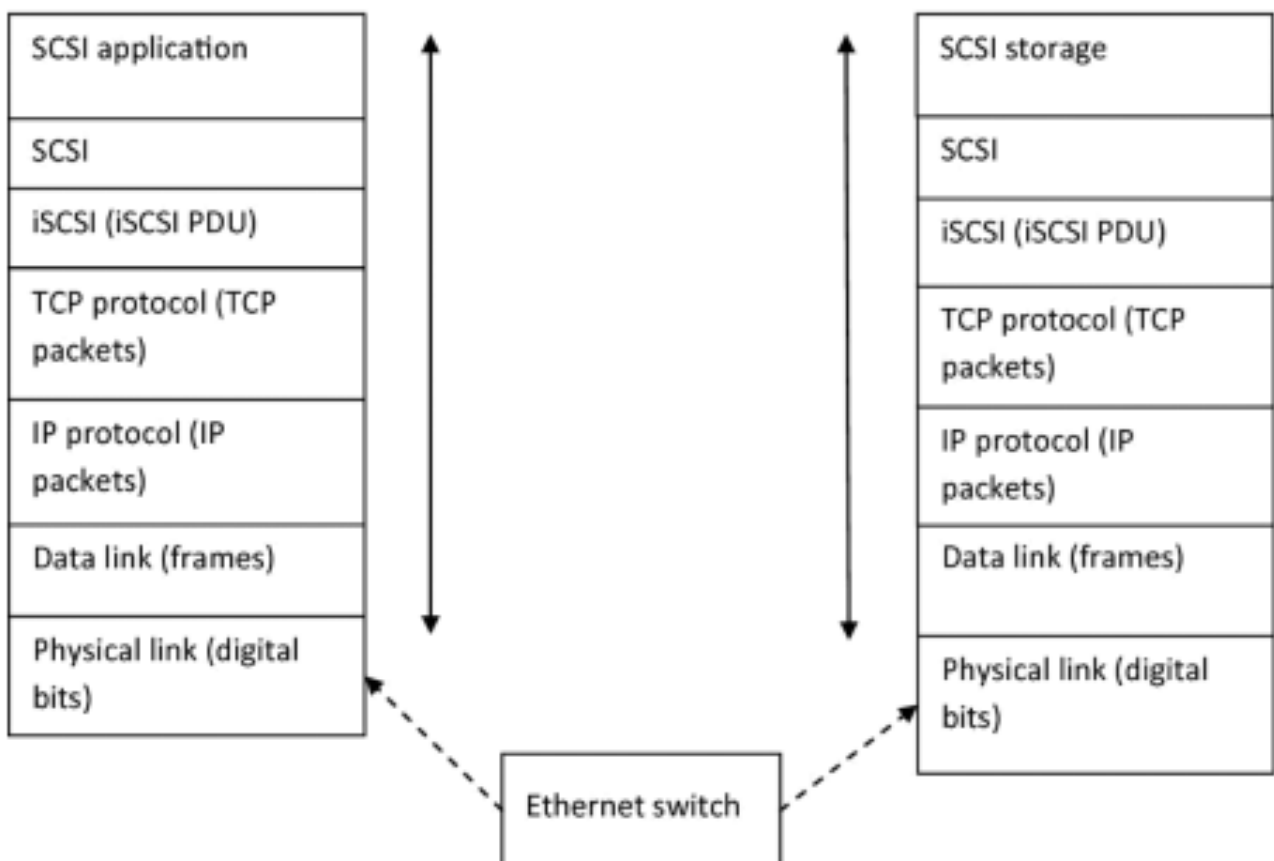 SCSI application
SCSI
iSCSI (iSCSI PDU)
TCP protocol (TCP
packets)
IP protocol (IP
packets)
Data link (frames)
Physical link (digital
bits)
Ethernet switch
SCSI storage
SCSI
iSCSI (iSCSI PDU)
TCP protocol (TCP
packets)
IP protocol (IP
packets)
Data link (frames)
Physical link (digital
bits)